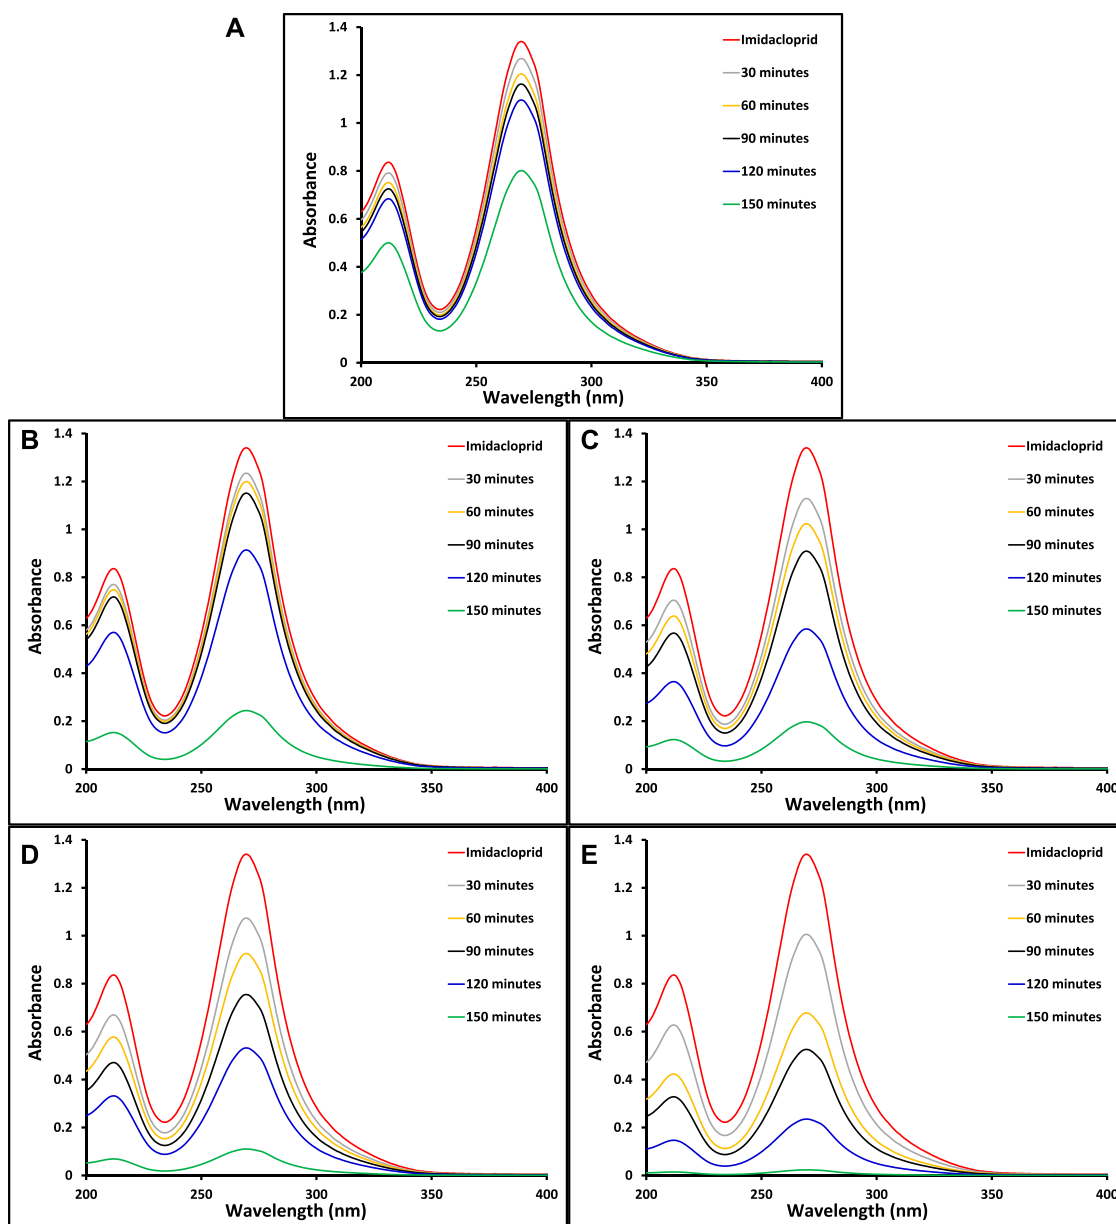 A
1.4
1.2
1
0.8
0.6
0.4
0.2
0
Absorbance
200
250
300
350
400
Wavelength (nm)
Imidacloprid
30 minutes
60 minutes
90 minutes
120 minutes
150 minutes
B
1.4
1.2
1
0.8
0.6
0.4
0.2
0
Absorbance
200
250
300
350
400
Wavelength (nm)
Imidacloprid
30 minutes
60 minutes
90 minutes
120 minutes
150 minutes
C
1.4
1.2
1
0.8
0.6
0.4
0.2
0
Absorbance
200
250
300
350
400
Wavelength (nm)
Imidacloprid
30 minutes
60 minutes
90 minutes
120 minutes
150 minutes
D
1.4
1.2
1
0.8
0.6
0.4
0.2
0
Absorbance
200
250
300
350
400
Wavelength (nm)
Imidacloprid
30 minutes
60 minutes
90 minutes
120 minutes
150 minutes
E
1.4
1.2
1
0.8
0.6
0.4
0.2
0
Absorbance
200
250
300
350
400
Wavelength (nm)
Imidacloprid
30 minutes
60 minutes
90 minutes
120 minutes
150 minutes